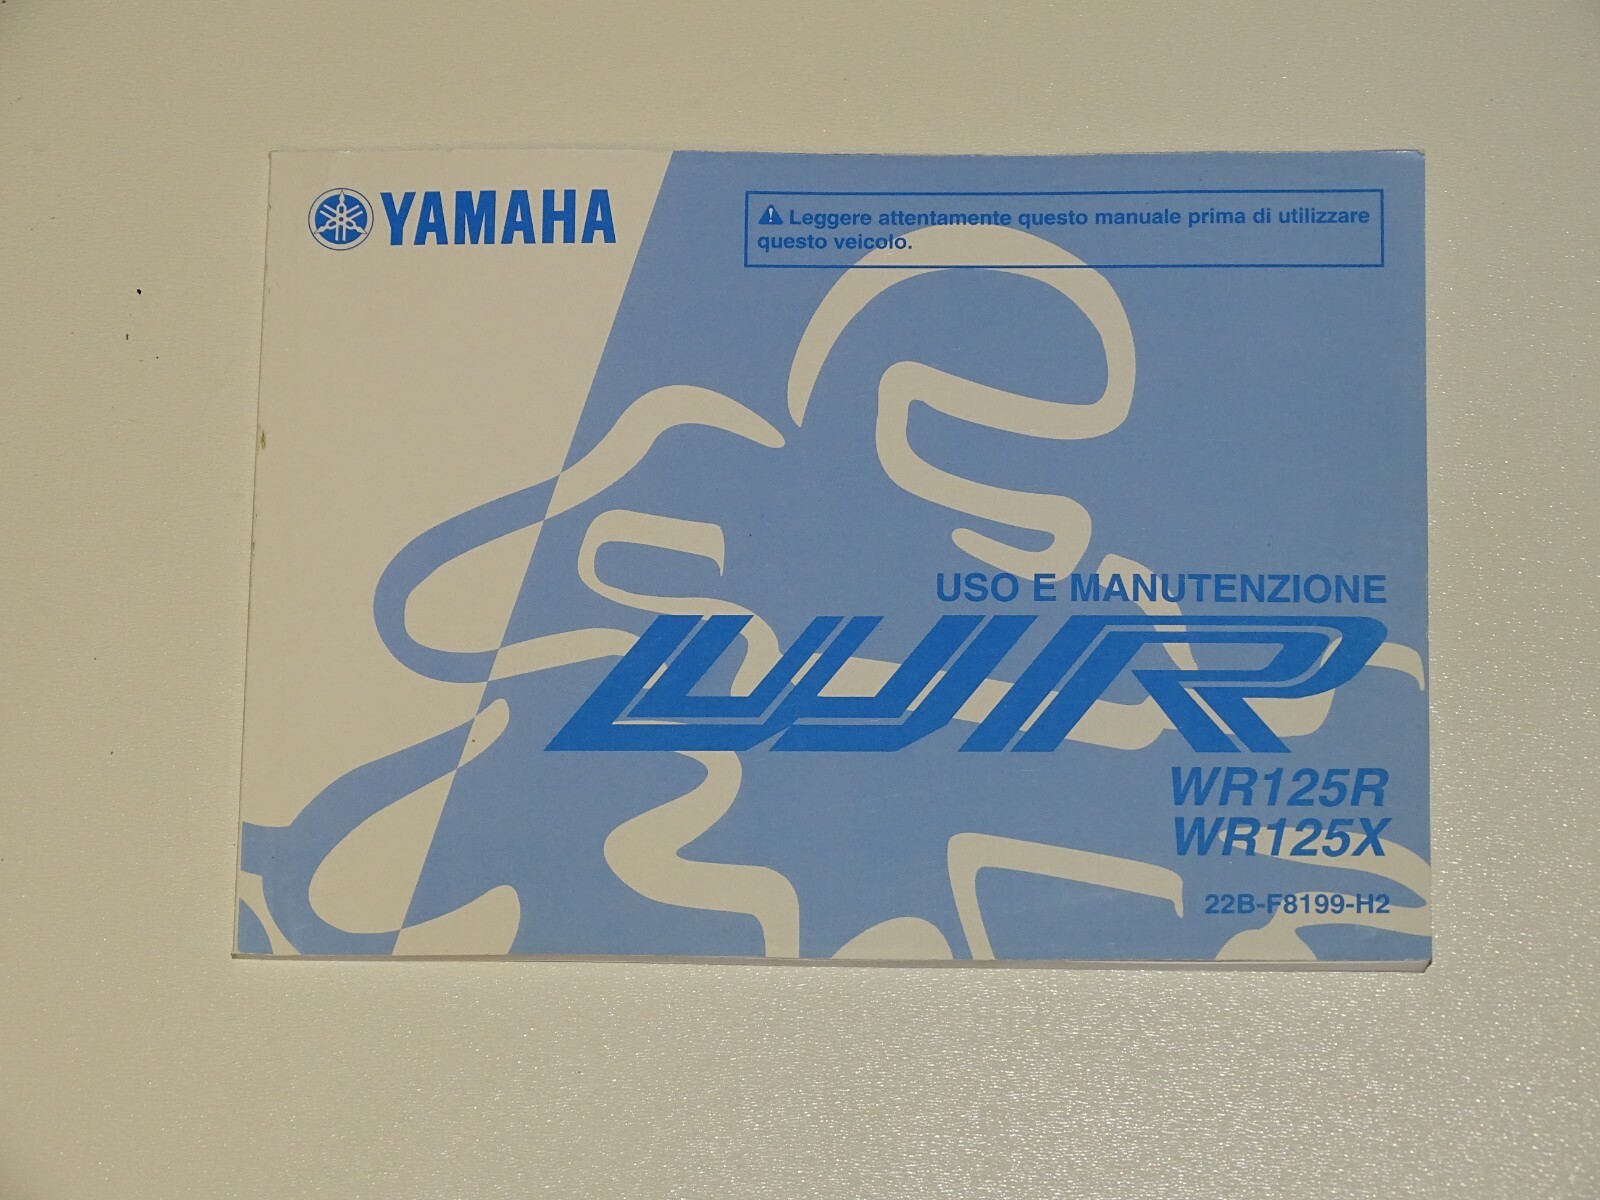 YAMAHA
⚠ Leggere attentamente questo manuale prima di utilizzare
questo veicolo.
USO E MANUTENZIONE
WR
WR125R
WR125X
22B-F8199-H2